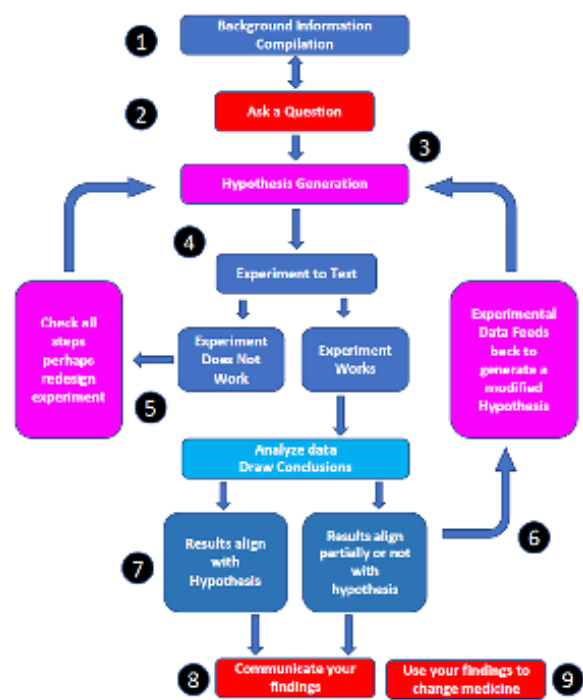 1
Background Information
Compilation
2
Ask a Question
3
Hypothesis Generation
4
Experiment to Test
Check all
steps
perhaps
redesign
experiment
Experiment
Does Not
Work
Experiment
Works
Experimental
Data Feeds
back to
generate a
modified
Hypothesis
5
Analyze data
Draw Conclusions
6
7
Results align
with
Hypothesis
Results align
partially or not
with
hypothesis
8
Communicate your
findings
Use your findings to
change medicine
9